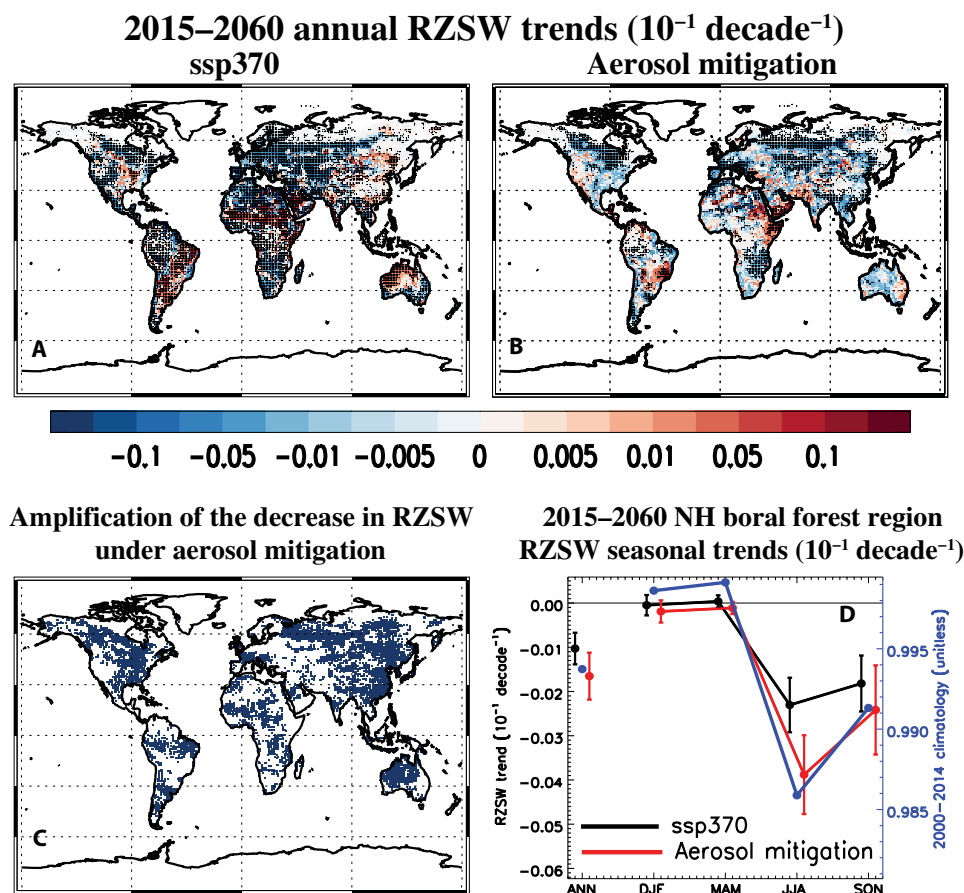 2015–2060 annual RZSW trends (10⁻¹ decade⁻¹)
ssp370
Aerosol mitigation
A
B
-0.1 -0.05 -0.01 -0.005 0 0.005 0.01 0.05 0.1
Amplification of the decrease in RZSW
under aerosol mitigation
C
2015–2060 NH boral forest region
RZSW seasonal trends (10⁻¹ decade⁻¹)
D
RZSW trend (10⁻¹ decade⁻¹)
0.00
-0.01
-0.02
-0.03
-0.04
-0.05
-0.06
0.995
0.990
0.985
2000–2014 climatology (unitless)
ssp370
Aerosol mitigation
ANN DJF MAM JJA SON